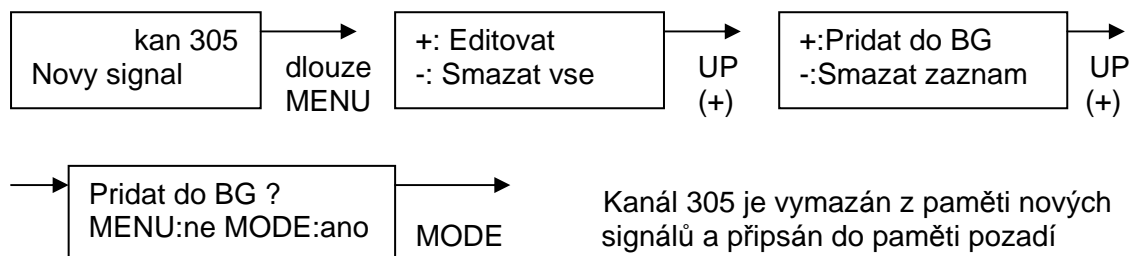 kan 305
Novy signal
dlouze
MENU
+: Editovat
-: Smazat vse
UP
(+)
+:Pridat do BG
-:Smazat zaznam
UP
(+)
Pridat do BG ?
MENU:ne MODE:ano
MODE
Kanál 305 je vymazán z paměti nových
signálů a připsán do paměti pozadí